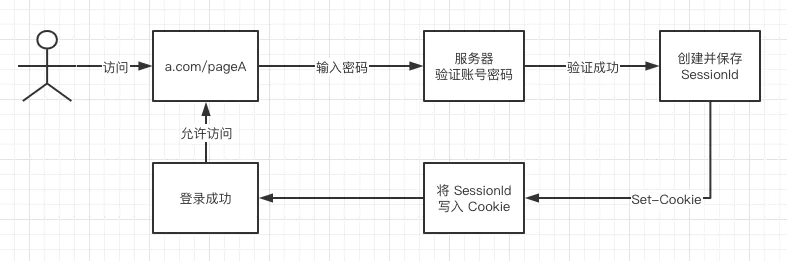 访问
a.com/pageA
输入密码
服务器
验证账号密码
验证成功
创建并保存
SessionId
允许访问
登录成功
将 SessionId
写入 Cookie
Set-Cookie